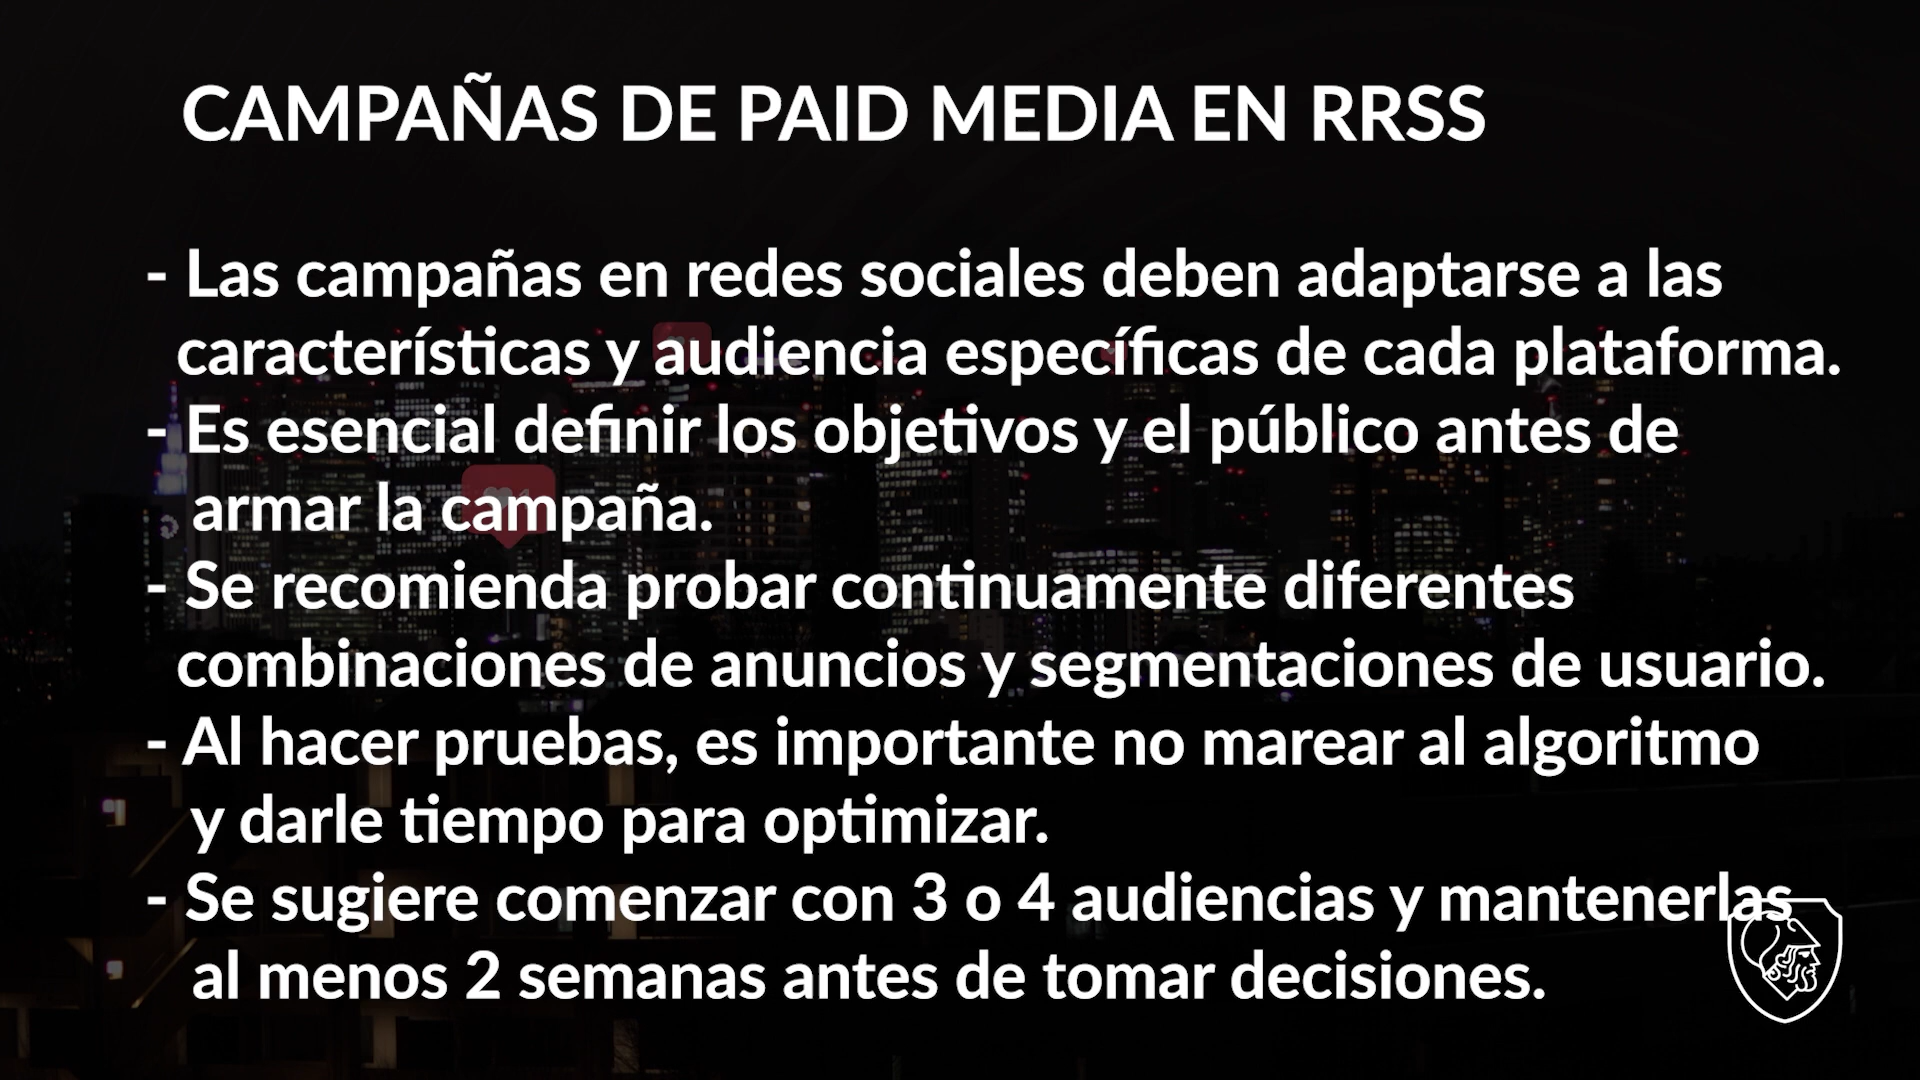 CAMPAÑAS DE PAID MEDIA EN RRSS
- Las campañas en redes sociales deben adaptarse a las
características y audiencia específicas de cada plataforma.
- Es esencial definir los objetivos y el público antes de
armar la campaña.
- Se recomienda probar continuamente diferentes
combinaciones de anuncios y segmentaciones de usuario.
- Al hacer pruebas, es importante no marear al algoritmo
y darle tiempo para optimizar.
- Se sugiere comenzar con 3 o 4 audiencias y mantenerlas
al menos 2 semanas antes de tomar decisiones.